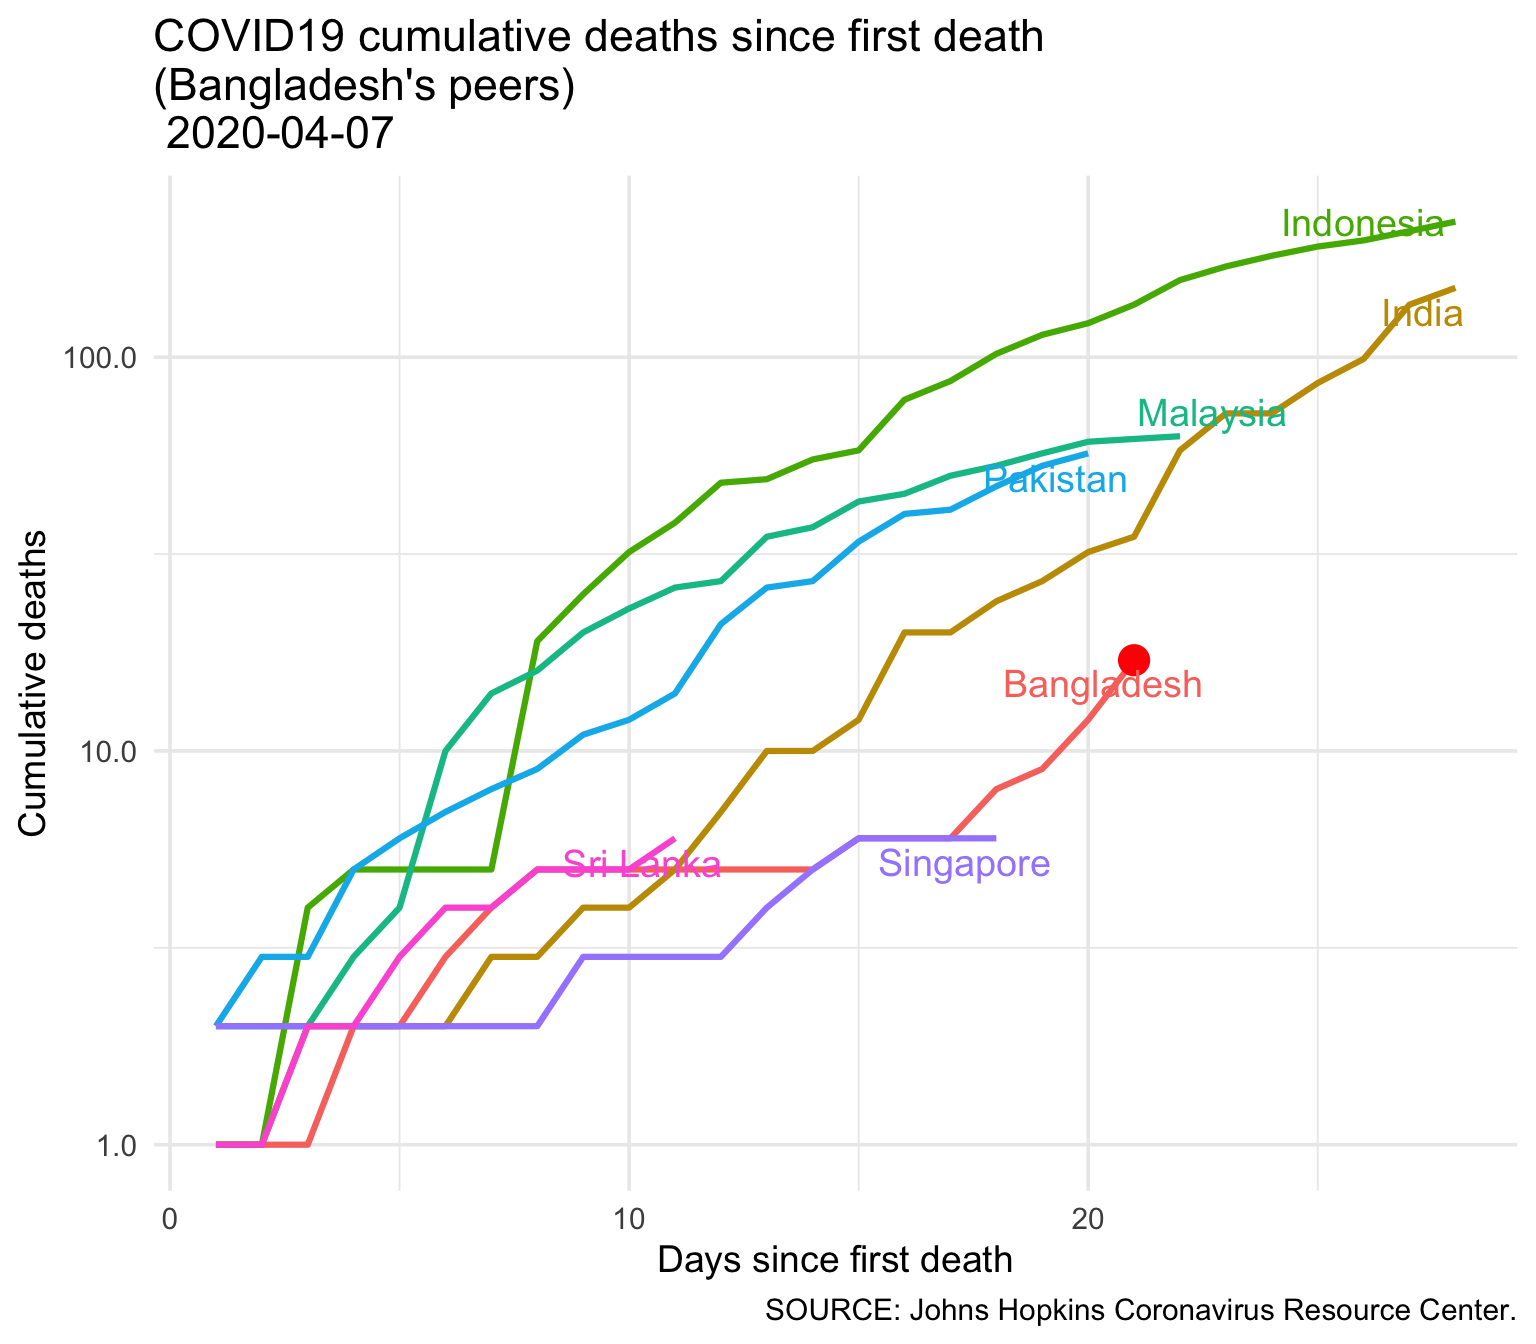 COVID19 cumulative deaths since first death
(Bangladesh's peers)
2020-04-07
Indonesia
India
100.0
Malaysia
Pakistan
Bangladesh
10.0
Sri Lanka
Singapore
1.0
Cumulative deaths
0 10 20
Days since first death
SOURCE: Johns Hopkins Coronavirus Resource Center.